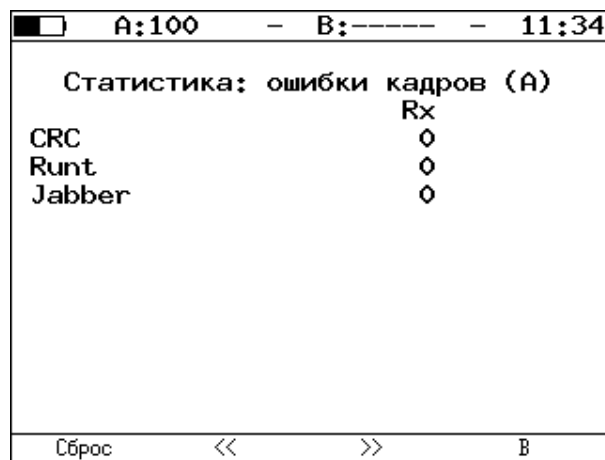 A:100 – B:----- – 11:34
Статистика: ошибки кадров (A)
Rx
CRC 0
Runt 0
Jabber 0
Сброс << >> B